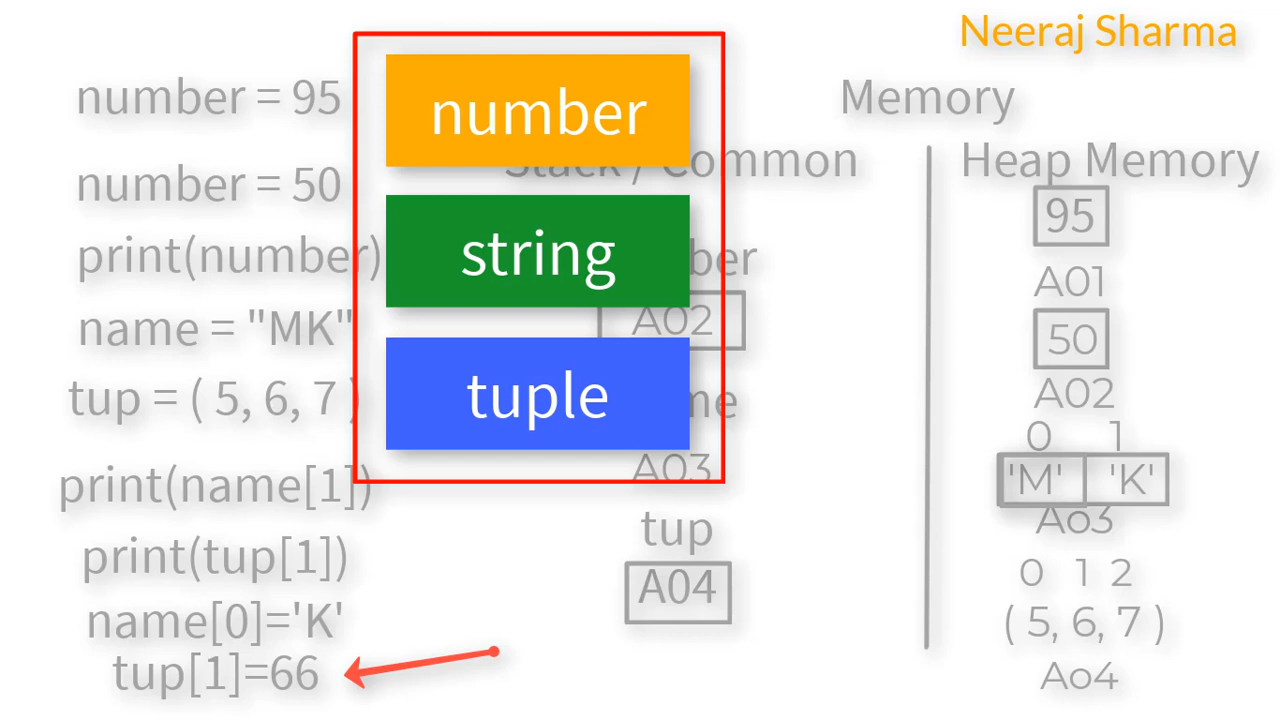 Neeraj Sharma
number = 95
number = 50
print(number)
name = "MK"
tup = ( 5, 6, 7 )
print(name[1])
print(tup[1])
name[0]='K'
tup[1]=66
number
string
tuple
Memory
Stack / Common
A02
A03
tup
A04
Heap Memory
95
A01
50
A02
0 1
'M' 'K'
Ao3
0 1 2
( 5, 6, 7 )
Ao4